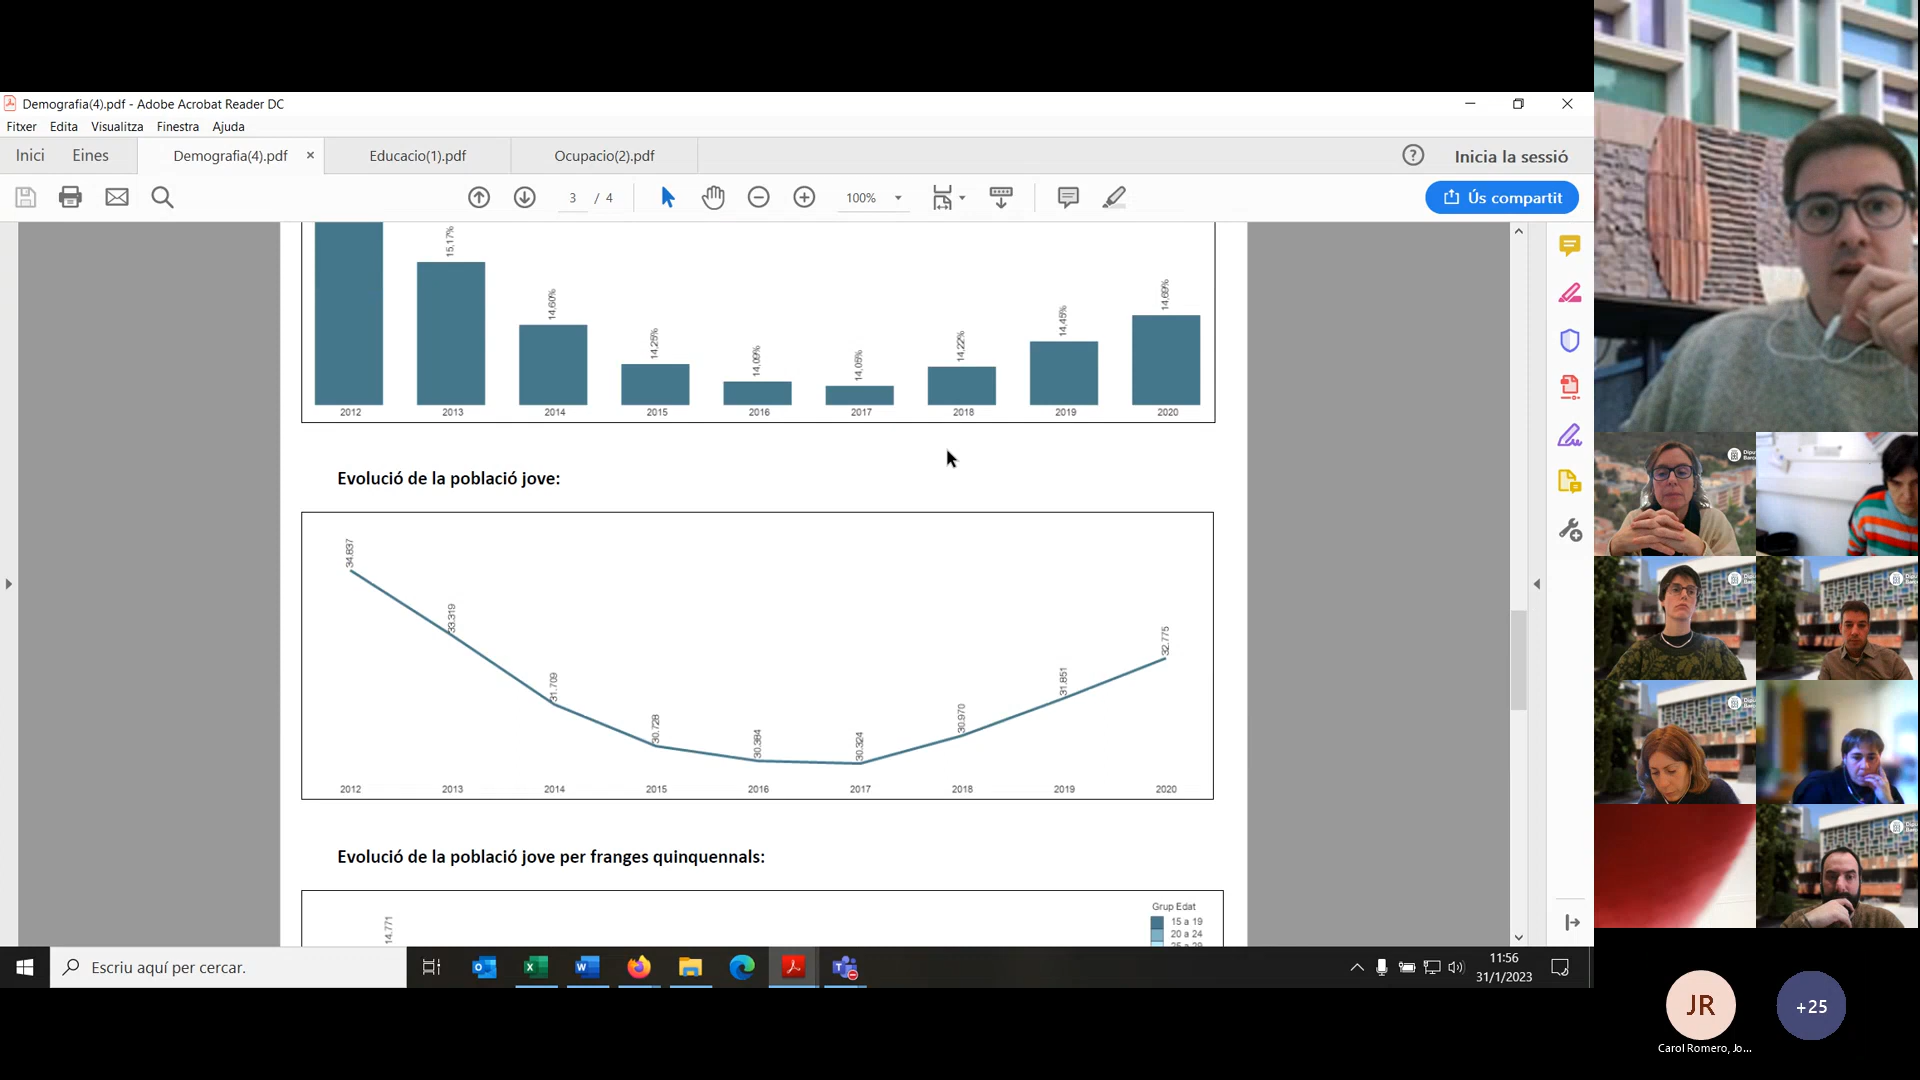 Demografia(4).pdf - Adobe Acrobat Reader DC
Fitxer Edita Visualitza Finestra Ajuda
Inici Eines Demografia(4).pdf × Educacio(1).pdf Ocupacio(2).pdf ? Inicia la sessió
3 / 4 100% Ús compartit
15,17%
14,60%
14,25%
14,09%
14,05%
14,22%
14,45%
14,69%
2012 2013 2014 2015 2016 2017 2018 2019 2020
Evolució de la població jove:
34.837
33.319
31.709
30.728
30.384
30.324
30.970
31.851
32.775
2012 2013 2014 2015 2016 2017 2018 2019 2020
Evolució de la població jove per franges quinquennals:
14.771
Grup Edat
15 a 19
20 a 24
25 a 29
Escriu aquí per cercar.
11:56
31/1/2023
JR
+25
Carol Romero, Jo...